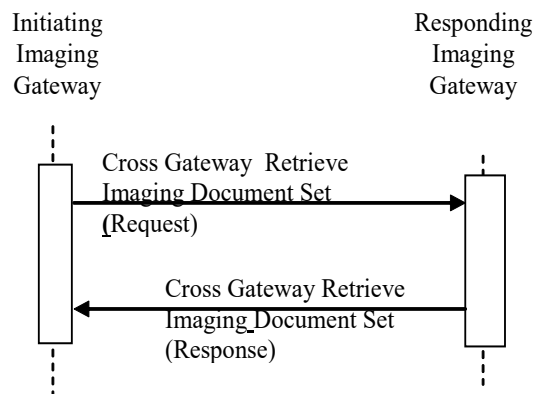 Initiating
Imaging
Gateway
Responding
Imaging
Gateway
Cross Gateway Retrieve
Imaging Document Set
(Request)
Cross Gateway Retrieve
Imaging Document Set
(Response)